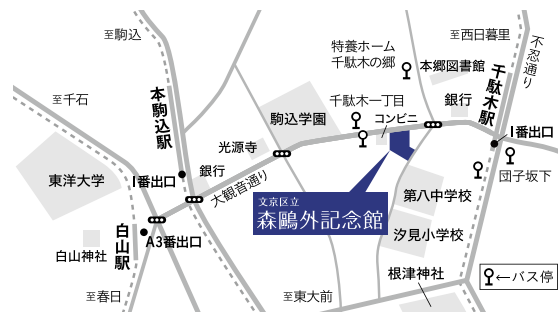 至駒込
至西日暮里
不忍通り
特養ホーム
千駄木の郷
本郷図書館
千駄木駅
至千石
本駒込駅
千駄木一丁目
銀行
コンビニ
駒込学園
1番出口
光源寺
東洋大学
1番出口
銀行
大観音通り
団子坂下
第八中学校
文京区立
森鷗外記念館
白山駅
A3番出口
汐見小学校
白山神社
根津神社
←バス停
至春日
至東大前